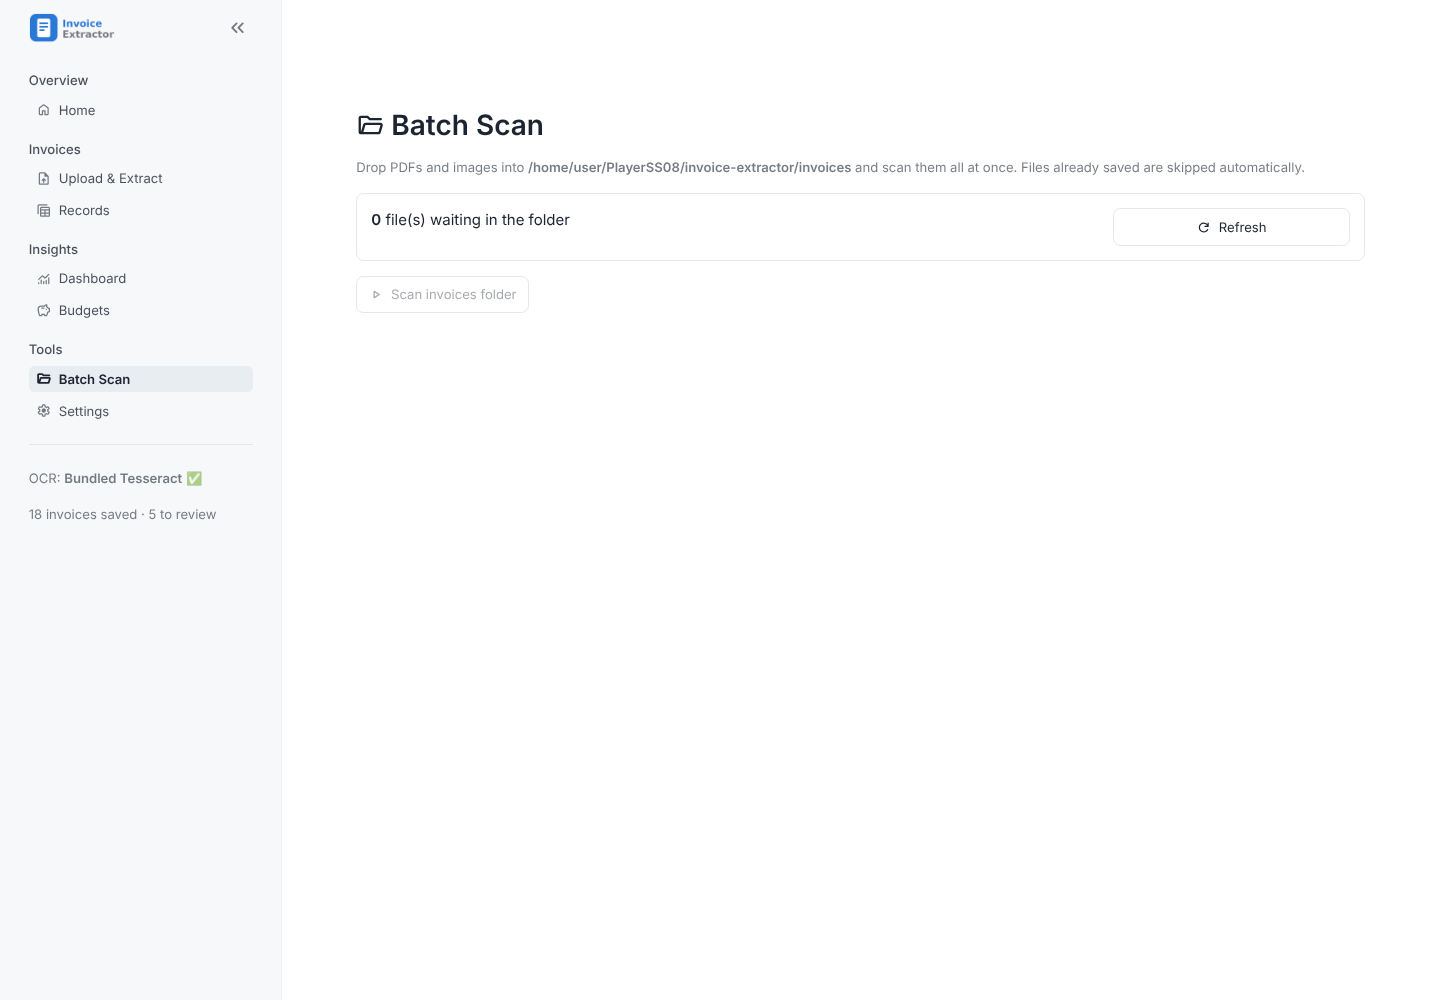 Invoice
Extractor
Overview
Home
Invoices
Upload & Extract
Records
Insights
Dashboard
Budgets
Tools
Batch Scan
Settings
OCR: Bundled Tesseract ✅
18 invoices saved · 5 to review
Batch Scan
Drop PDFs and images into /home/user/PlayerSS08/invoice-extractor/invoices and scan them all at once. Files already saved are skipped automatically.
0 file(s) waiting in the folder
Refresh
Scan invoices folder